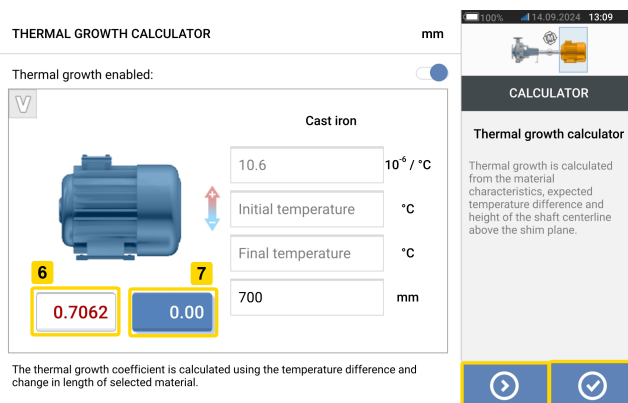 THERMAL GROWTH CALCULATOR mm
Thermal growth enabled:
V
Cast iron
10.6 10⁻⁶ / °C
Initial temperature °C
Final temperature °C
700 mm
6 7
0.7062 0.00
The thermal growth coefficient is calculated using the temperature difference and
change in length of selected material.
100% 14.09.2024 13:09
CALCULATOR
Thermal growth calculator
Thermal growth is calculated
from the material
characteristics, expected
temperature difference and
height of the shaft centerline
above the shim plane.